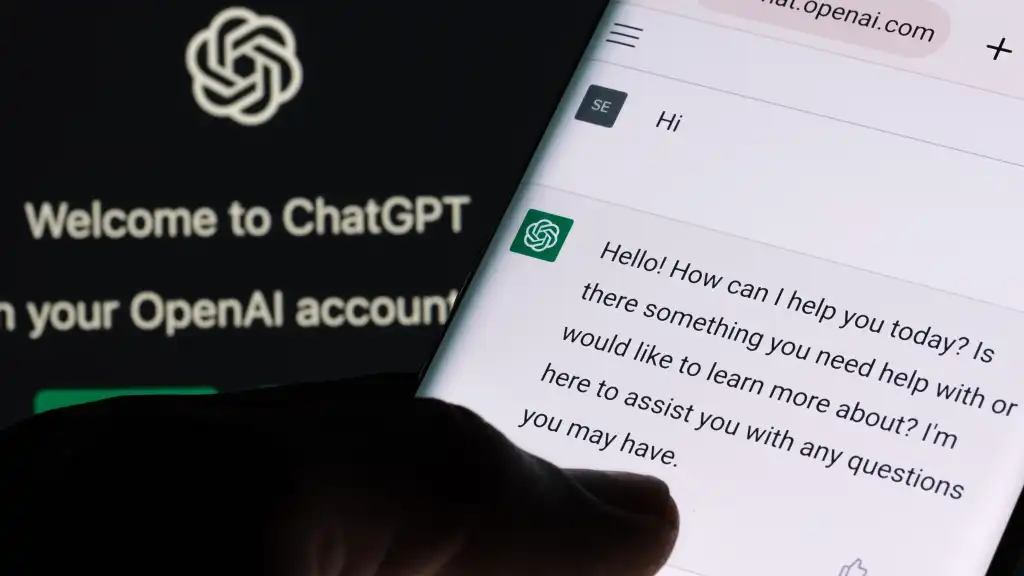 Welcome to ChatGPT
your OpenAI account
hat.openai.com
SE
Hi
Hello! How can I help you today? Is
there something you need help with or
would like to learn more about? I'm
here to assist you with any questions
you may have.